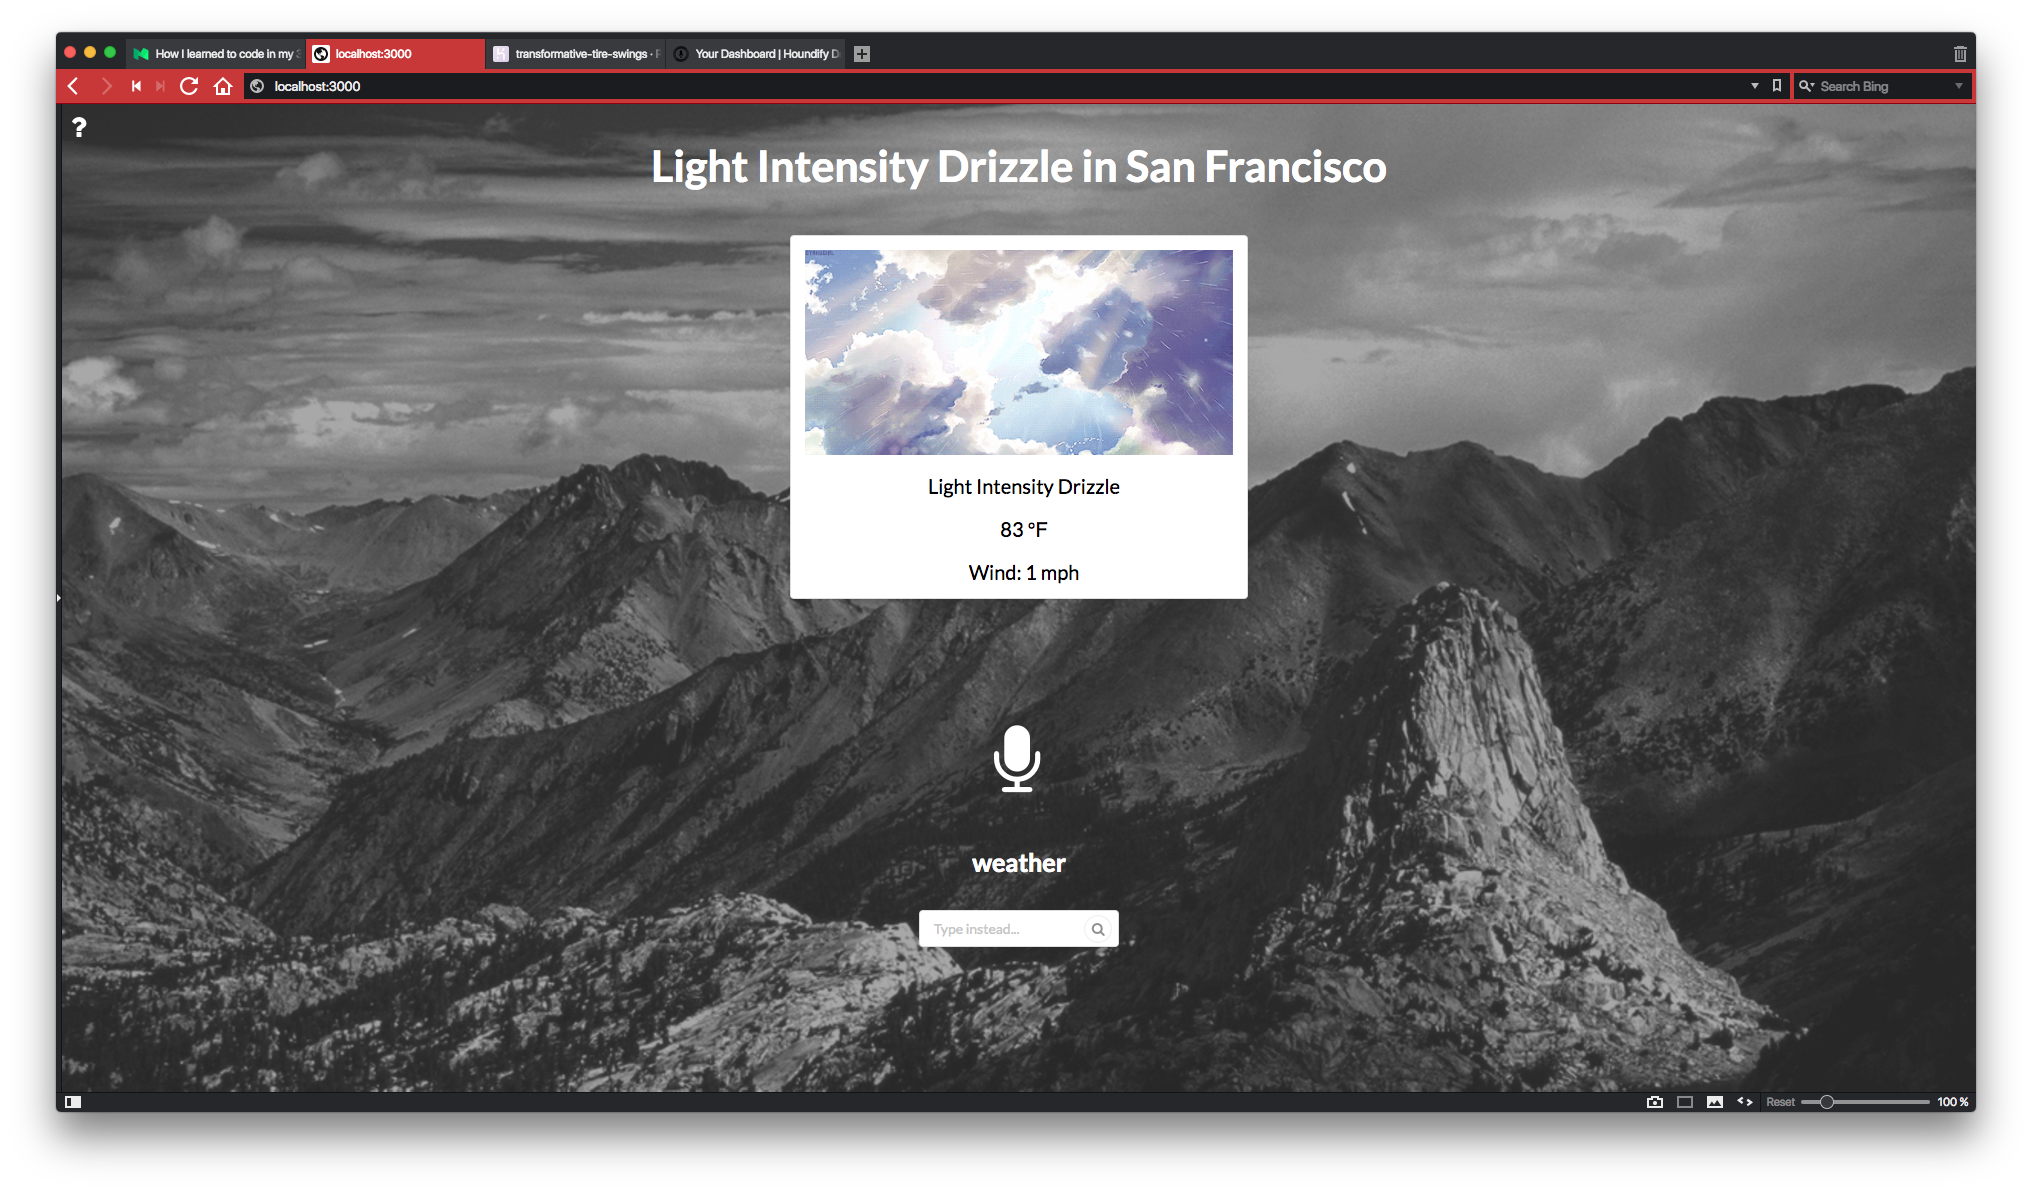 How I learned to code in my
localhost:3000
transformative-tire-swings ·
Your Dashboard | Houndify
localhost:3000
Search Bing
?
Light Intensity Drizzle in San Francisco
Light Intensity Drizzle
83 °F
Wind: 1 mph
weather
Type instead...
Reset
100 %